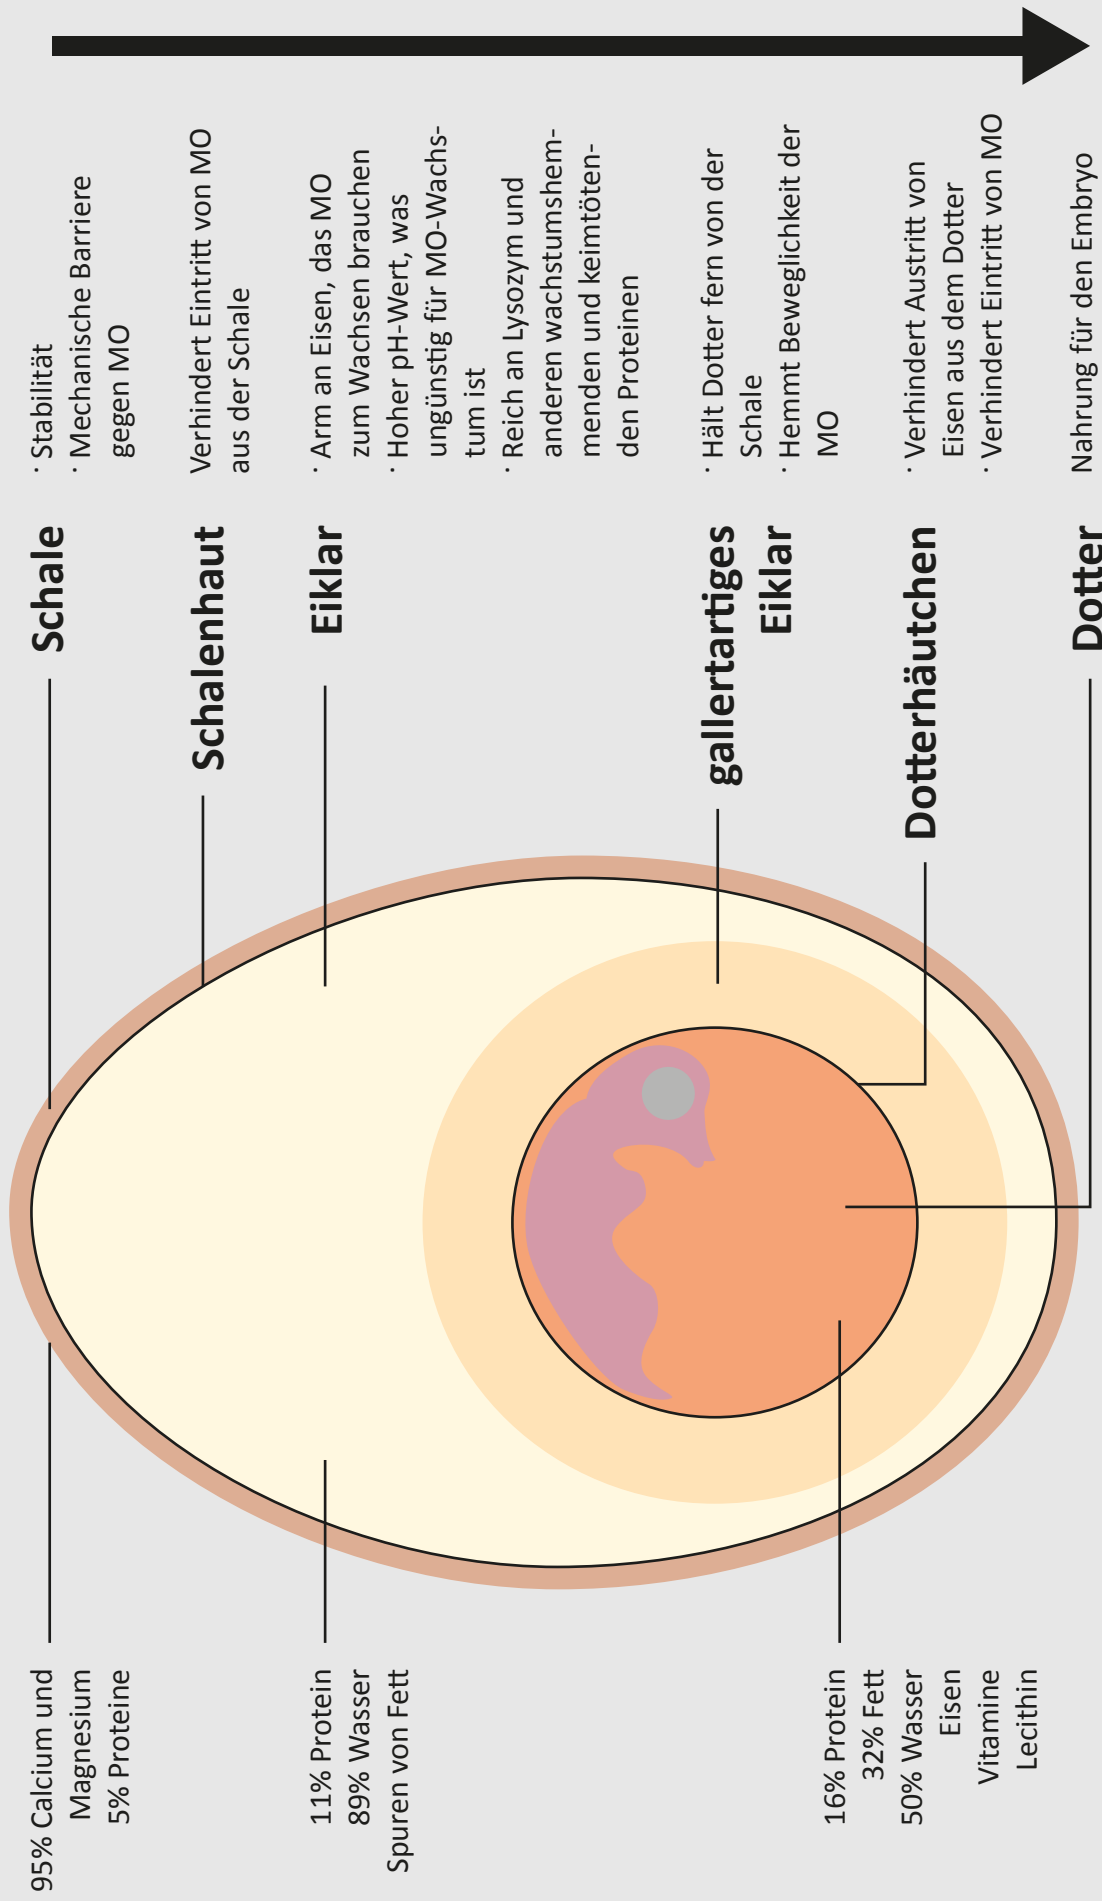 95% Calcium und
Magnesium
5% Proteine
11% Protein
89% Wasser
Spuren von Fett
16% Protein
32% Fett
50% Wasser
Eisen
Vitamine
Lecithin
Schale
· Stabilität
· Mechanische Barriere
gegen MO
Schalenhaut
Verhindert Eintritt von MO
aus der Schale
Eiklar
· Arm an Eisen, das MO
zum Wachsen brauchen
· Hoher pH-Wert, was
ungünstig für MO-Wachs-
tum ist
· Reich an Lysozym und
anderen wachstumshem-
menden und keimtöten-
den Proteinen
gallertartiges
Eiklar
· Hält Dotter fern von der
Schale
· Hemmt Beweglichkeit der
MO
Dotterhäutchen
· Verhindert Austritt von
Eisen aus dem Dotter
· Verhindert Eintritt von MO
Dotter
Nahrung für den Embryo